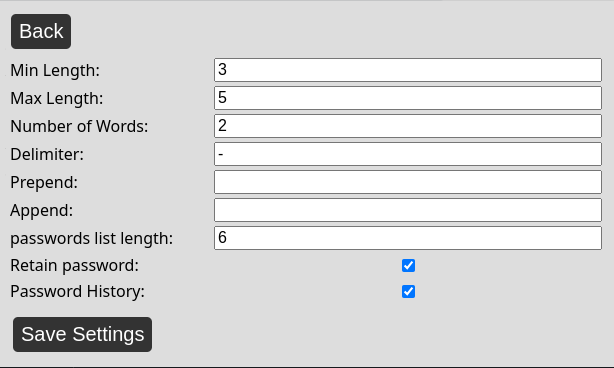 Back
Min Length: 3
Max Length: 5
Number of Words: 2
Delimiter: -
Prepend:
Append:
passwords list length: 6
Retain password:
Password History:
Save Settings